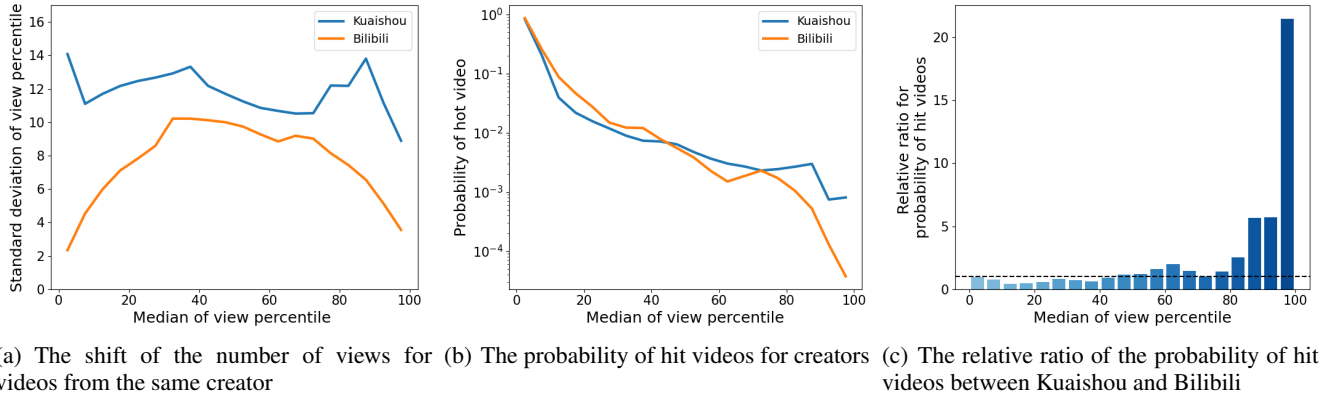 Standard deviation of view percentile
16
14
12
10
8
6
4
2
0
0
20
40
60
80
100
Median of view percentile
Kuaishou
Bilibili
Probability of hot video
10^0
10^-1
10^-2
10^-3
10^-4
0
20
40
60
80
100
Median of view percentile
Kuaishou
Bilibili
Relative ratio for
probability of hit videos
20
15
10
5
0
0
20
40
60
80
100
Median of view percentile
(a) The shift of the number of views for
videos from the same creator
(b) The probability of hit videos for creators
(c) The relative ratio of the probability of hit
videos between Kuaishou and Bilibili